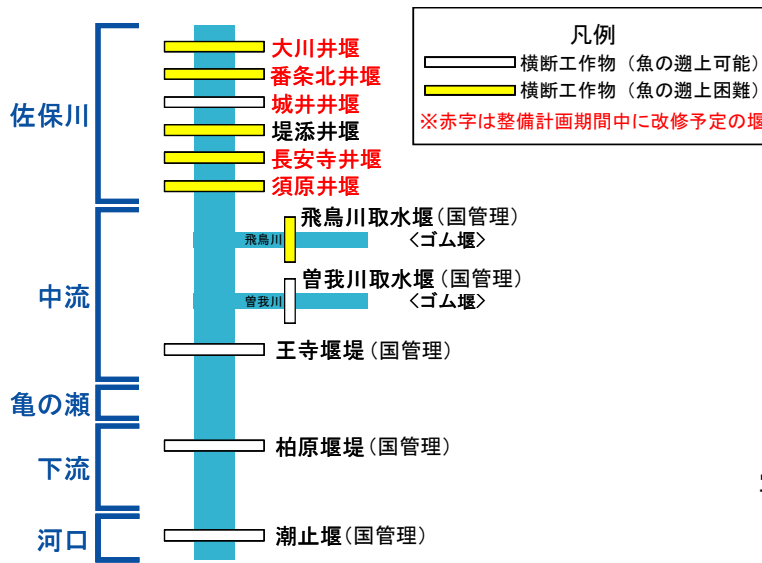 凡例
横断工作物（魚の遡上可能）
横断工作物（魚の遡上困難）
※赤字は整備計画期間中に改修予定の堰
佐保川
大川井堰
番条北井堰
城井井堰
堤添井堰
長安寺井堰
須原井堰
中流
飛鳥川取水堰（国管理）
飛鳥川
＜ゴム堰＞
曽我川取水堰（国管理）
曽我川
＜ゴム堰＞
王寺堰堤（国管理）
亀の瀬
下流
柏原堰堤（国管理）
河口
潮止堰（国管理）